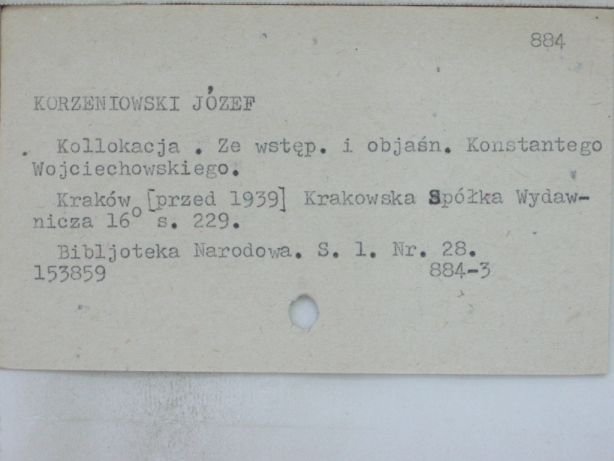 884
KORZENIOWSKI JÓZEF
Kollokacja . Ze wstęp. i objaśn. Konstantego
Wojciechowskiego.
Kraków [przed 1939] Krakowska Spółka Wydaw-
nicza 16° s. 229.
Bibljoteka Narodowa. S. 1. Nr. 28.
153859 884-3